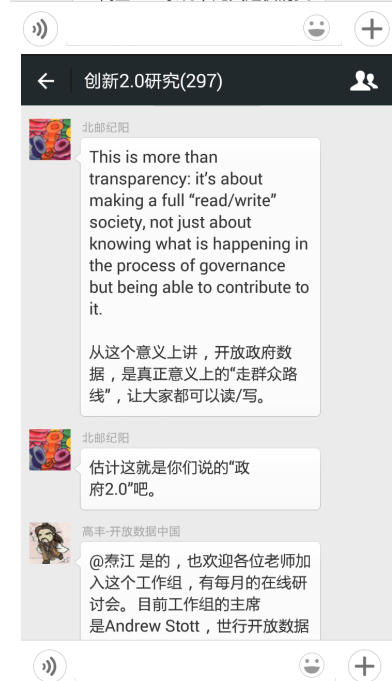 创新2.0研究(297)
北邮纪阳
This is more than
transparency: it's about
making a full “read/write”
society, not just about
knowing what is happening in
the process of governance
but being able to contribute to
it.
从这个意义上讲，开放政府数
据，是真正意义上的“走群众路
线”，让大家都可以读/写。
北邮纪阳
估计这就是你们说的“政
府2.0”吧。
高丰-开放数据中国
@焘江 是的，也欢迎各位老师加
入这个工作组，有每月的在线研
讨会。目前工作组的主席
是Andrew Stott，世行开放数据